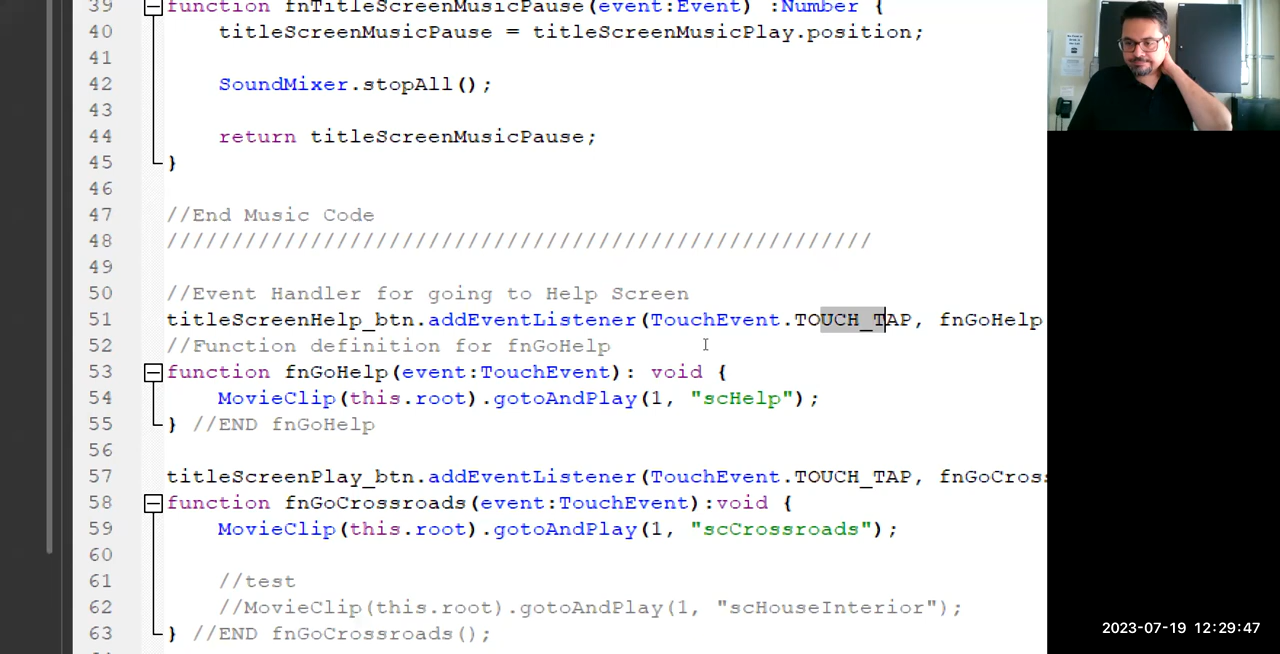 39 function fnTitleScreenMusicPause(event:Event) :Number {
40 titleScreenMusicPause = titleScreenMusicPlay.position;
41
42 SoundMixer.stopAll();
43
44 return titleScreenMusicPause;
45 }
46
47 //End Music Code
48 //////////////////////////////////////////////////////
49
50 //Event Handler for going to Help Screen
51 titleScreenHelp_btn.addEventListener(TouchEvent.TOUCH_TAP, fnGoHelp
52 //Function definition for fnGoHelp
53 function fnGoHelp(event:TouchEvent): void {
54 MovieClip(this.root).gotoAndPlay(1, "scHelp");
55 } //END fnGoHelp
56
57 titleScreenPlay_btn.addEventListener(TouchEvent.TOUCH_TAP, fnGoCros
58 function fnGoCrossroads(event:TouchEvent):void {
59 MovieClip(this.root).gotoAndPlay(1, "scCrossroads");
60
61 //test
62 //MovieClip(this.root).gotoAndPlay(1, "scHouseInterior");
63 } //END fnGoCrossroads();
2023-07-19 12:29:47